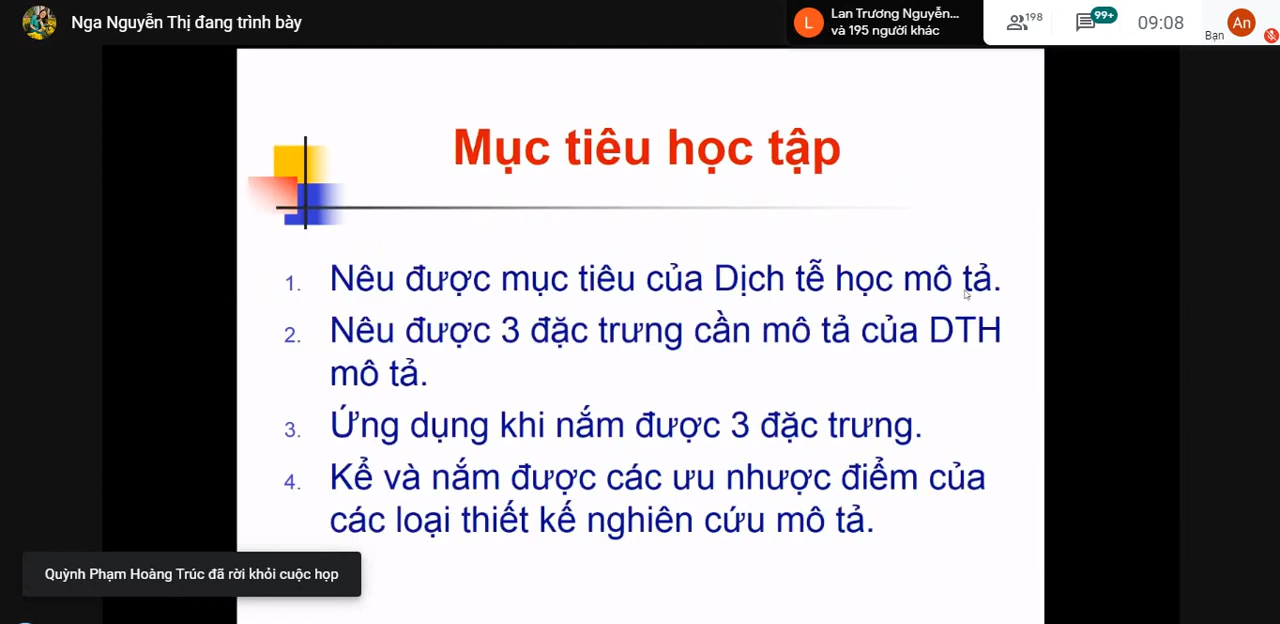 Nga Nguyễn Thị đang trình bày
L
Lan Trương Nguyễn...
và 195 người khác
198
99+
09:08
Bạn
An
Mục tiêu học tập
1. Nêu được mục tiêu của Dịch tễ học mô tả.
2. Nêu được 3 đặc trưng cần mô tả của DTH
mô tả.
3. Ứng dụng khi nắm được 3 đặc trưng.
4. Kể và nắm được các ưu nhược điểm của
các loại thiết kế nghiên cứu mô tả.
Quỳnh Phạm Hoàng Trúc đã rời khỏi cuộc họp